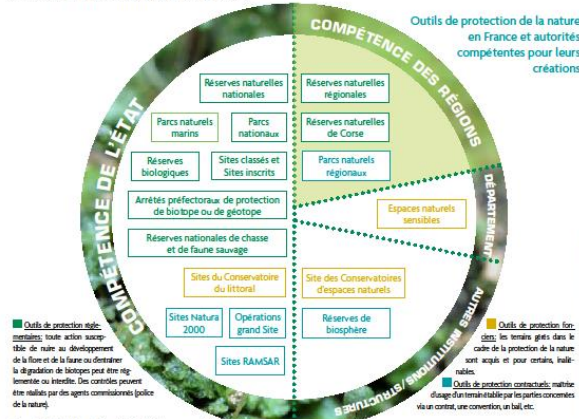 Outils de protection de la nature
en France et autorités
compétentes pour leurs
créations
COMPÉTENCE DE L'ÉTAT
COMPÉTENCE DES RÉGIONS
DÉPARTEMENT
AUTRES INSTITUTIONS/STRUCTURES
Réserves naturelles
nationales
Parcs naturels
marins
Parcs
nationaux
Réserves
biologiques
Sites classés et
Sites inscrits
Arrêtés préfectoraux de protection
de biotope ou de géotope
Réserves nationales de chasse
et de faune sauvage
Sites du Conservatoire
du littoral
Sites Natura
2000
Opérations
grand Site
Sites RAMSAR
Réserves naturelles
régionales
Réserves naturelles
de Corse
Parcs naturels
régionaux
Espaces naturels
sensibles
Site des Conservatoires
d'espaces naturels
Réserves de
biosphère
Outils de protection régle-
mentaires: toute action suscep-
tible de nuire au développement
de la flore et de la faune ou d'entraîner
la dégradation de biotopes peut être rég-
lementée ou interdite. Des contrôles peuvent
être réalisés par des agents commissionnés (police
de la nature).
Outils de protection fon-
ciers: les terrains gérés dans le
cadre de la protection de la nature
sont acquis et pour certains, inalié-
nables.
Outils de protection contractuels: maîtrise
d'usage d'un terrain établie par les parties concernées
via un contrat, une convention, un bail, etc.